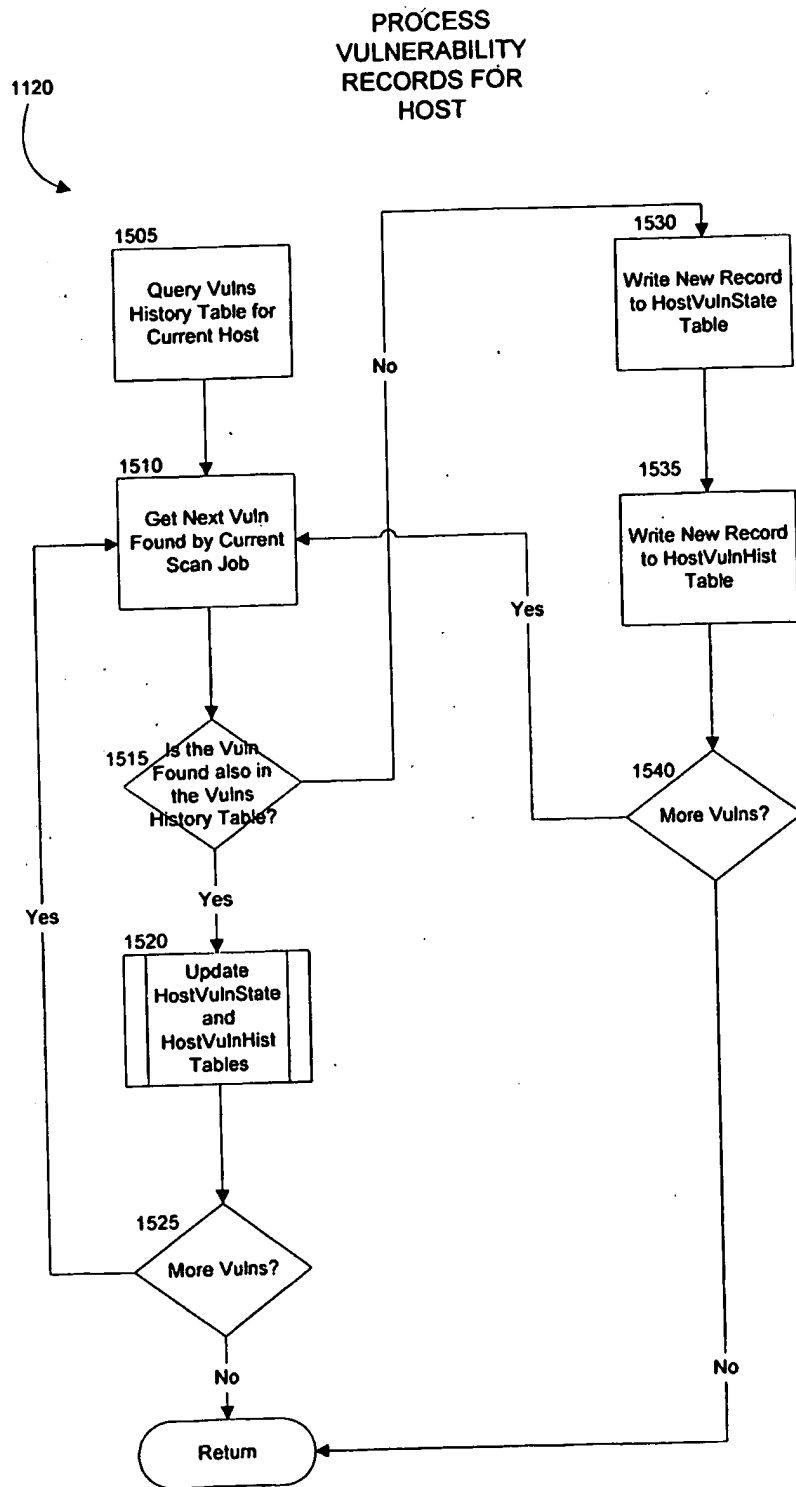 PROCESS
VULNERABILITY
RECORDS FOR
HOST
1120
1505
Query Vulns
History Table for
Current Host
1530
Write New Record
to HostVulnState
Table
No
1510
Get Next Vuln
Found by Current
Scan Job
1535
Write New Record
to HostVulnHist
Table
Yes
1515
Is the Vuln
Found also in
the Vulns
History Table?
1540
More Vulns?
Yes
Yes
1520
Update
HostVulnState
and
HostVulnHist
Tables
1525
More Vulns?
No
No
Return